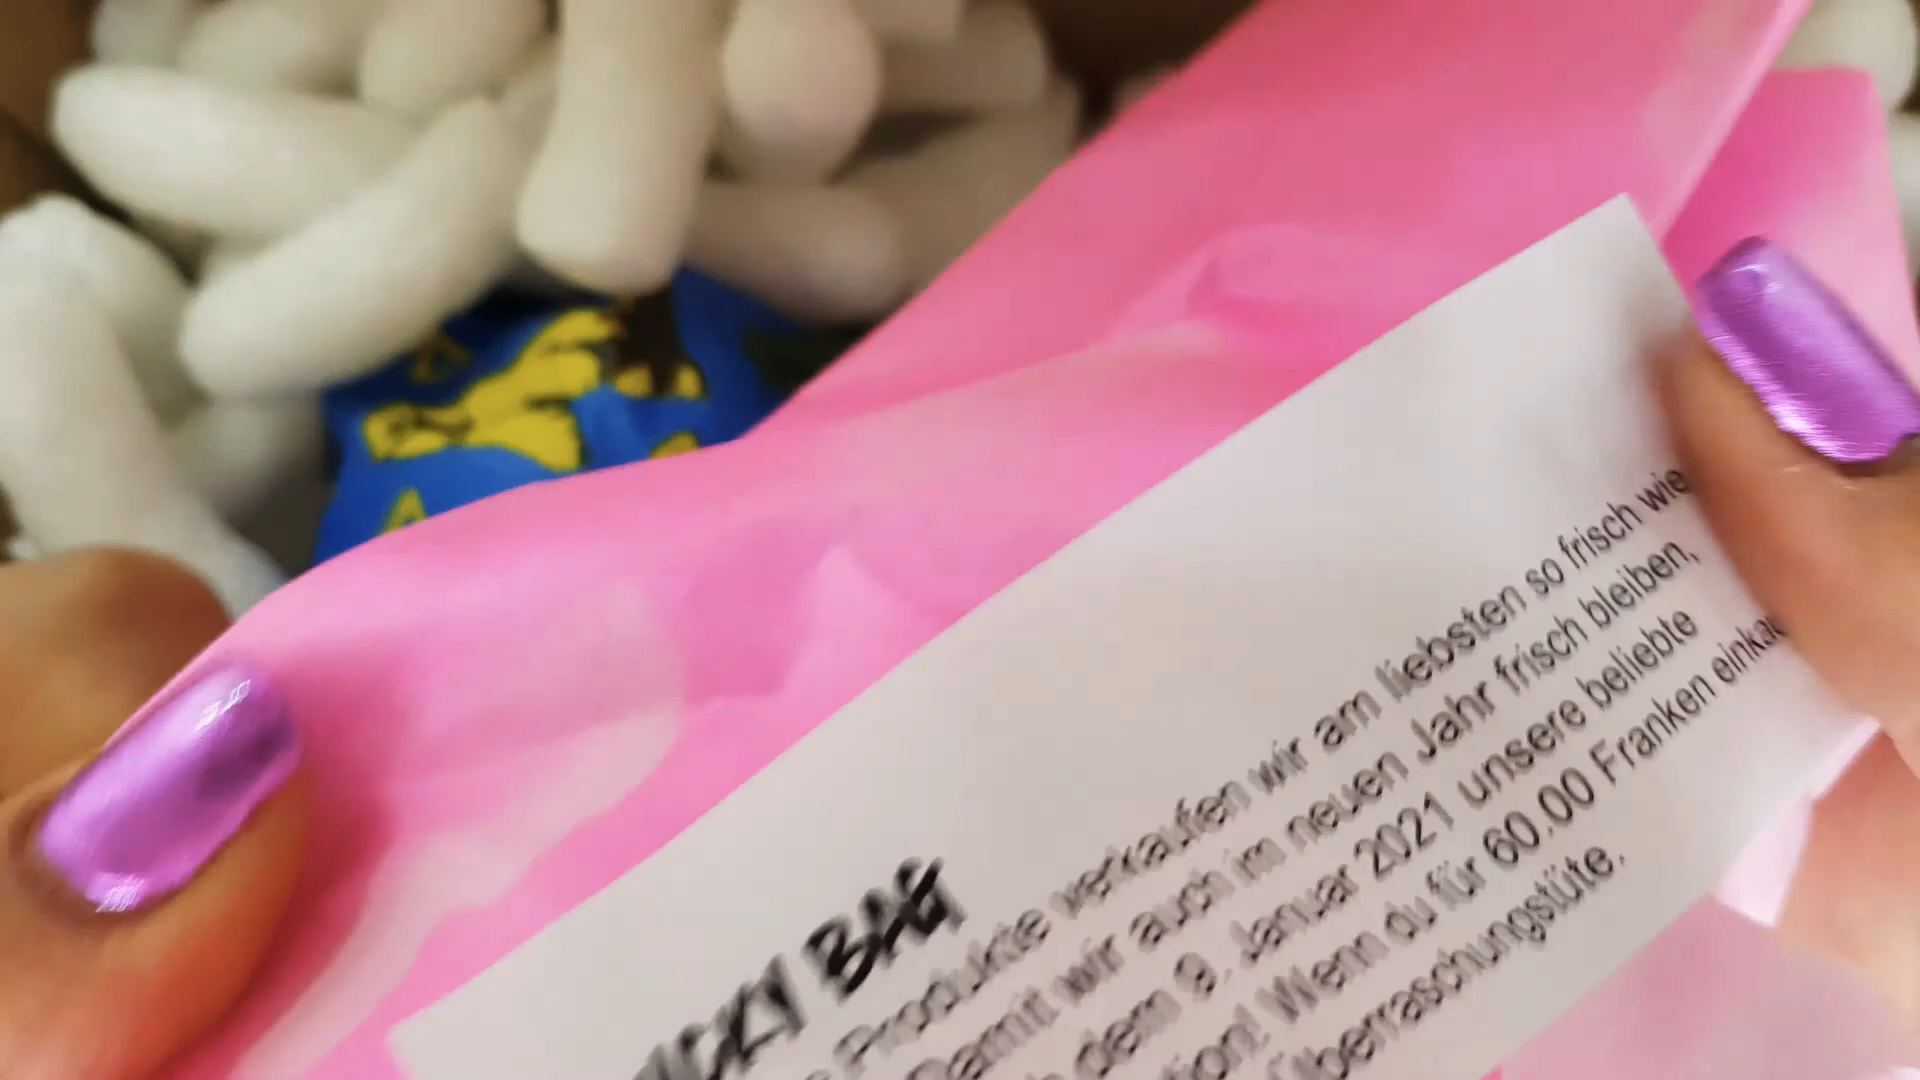 BAG
Produkte verkaufen wir am liebsten so frisch wie
Damit wir auch im neuen Jahr frisch bleiben,
dem 9. Januar 2021 unsere beliebte
Wenn du für 60.00 Franken
Überraschungstüte.